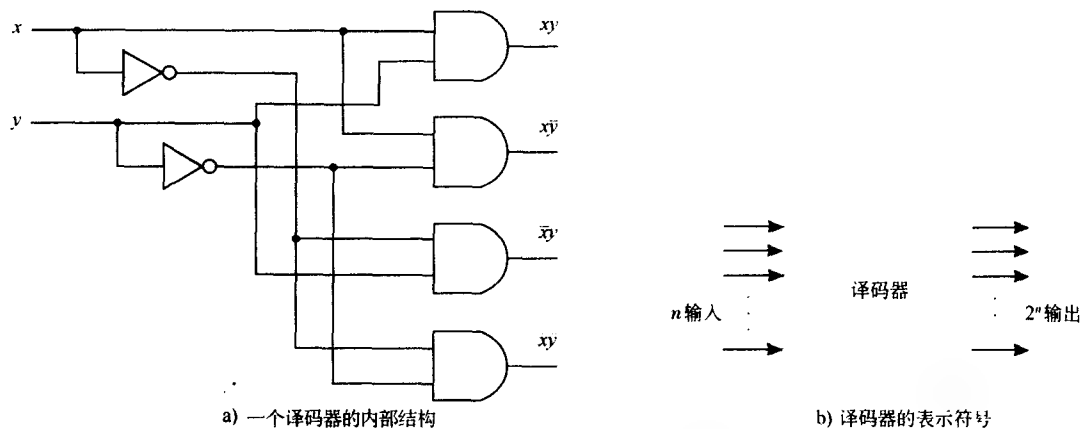 x
y
xy
xȳ
x̄y
x̄ȳ
n输入
译码器
2ⁿ输出
a) 一个译码器的内部结构
b) 译码器的表示符号